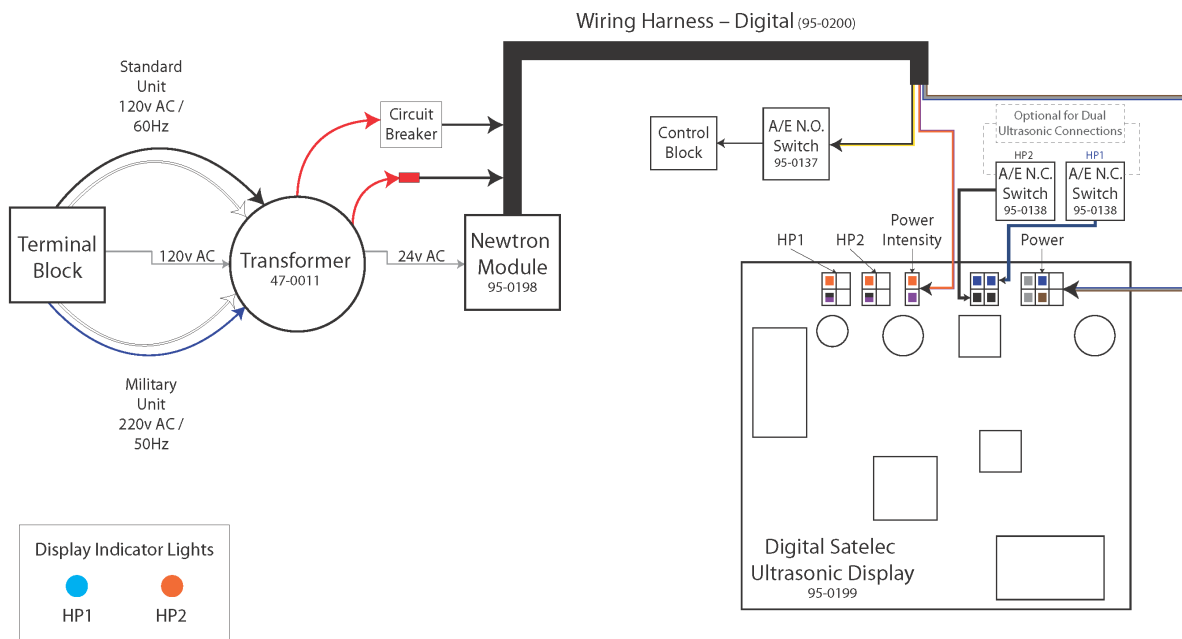 Wiring Harness – Digital (95-0200)
Standard
Unit
120v AC /
60Hz
Circuit
Breaker
Control
Block
A/E N.O.
Switch
95-0137
Optional for Dual
Ultrasonic Connections
HP2
A/E N.C.
Switch
95-0138
HP1
A/E N.C.
Switch
95-0138
Terminal
Block
120v AC
Transformer
47-0011
24v AC
Newtron
Module
95-0198
HP1
HP2
Power
Intensity
Power
Military
Unit
220v AC /
50Hz
Display Indicator Lights
HP1
HP2
Digital Satelec
Ultrasonic Display
95-0199